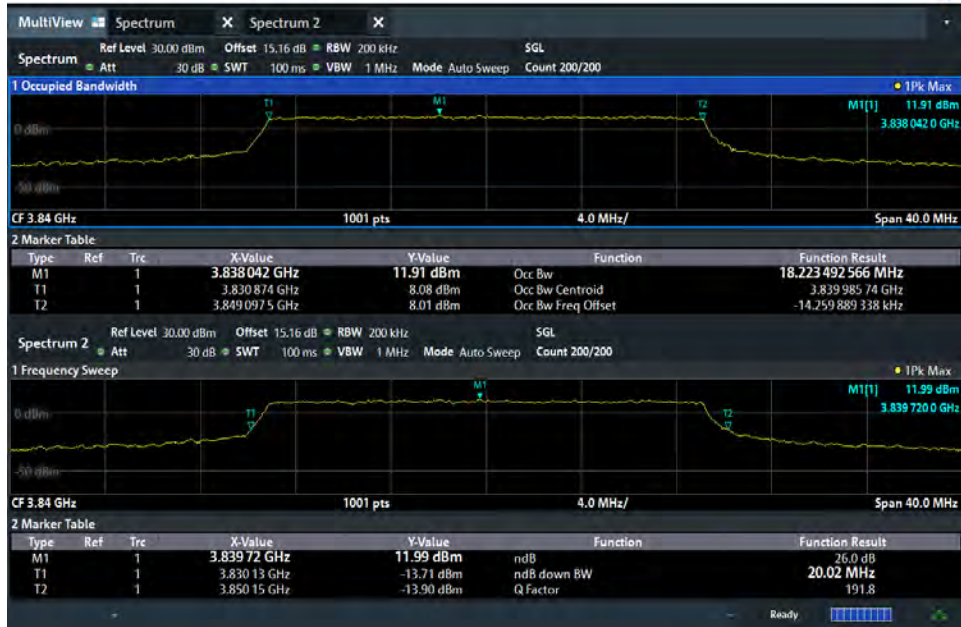 MultiView Spectrum X Spectrum 2 X
Ref Level 30.00 dBm Offset 15.16 dB RBW 200 kHz SGL
Spectrum Att 30 dB SWT 100 ms VBW 1 MHz Mode Auto Sweep Count 200/200
1 Occupied Bandwidth 1Pk Max
T1 M1 T2 M1[1] 11.91 dBm
3.838 042 0 GHz
0 dBm
-50 dBm
CF 3.84 GHz 1001 pts 4.0 MHz/ Span 40.0 MHz
2 Marker Table
Type Ref Trc X-Value Y-Value Function Function Result
M1 1 3.838 042 GHz 11.91 dBm Occ Bw 18.223 492 566 MHz
T1 1 3.830 874 GHz 8.08 dBm Occ Bw Centroid 3.839 985 74 GHz
T2 1 3.849 097 5 GHz 8.01 dBm Occ Bw Freq Offset -14.259 889 338 kHz
Ref Level 30.00 dBm Offset 15.16 dB RBW 200 kHz SGL
Spectrum 2 Att 30 dB SWT 100 ms VBW 1 MHz Mode Auto Sweep Count 200/200
1 Frequency Sweep 1Pk Max
M1 M1[1] 11.99 dBm
3.839 720 0 GHz
0 dBm T1 T2
-50 dBm
CF 3.84 GHz 1001 pts 4.0 MHz/ Span 40.0 MHz
2 Marker Table
Type Ref Trc X-Value Y-Value Function Function Result
M1 1 3.839 72 GHz 11.99 dBm ndB 26.0 dB
T1 1 3.830 13 GHz -13.71 dBm ndB down BW 20.02 MHz
T2 1 3.850 15 GHz -13.90 dBm Q Factor 191.8
Ready